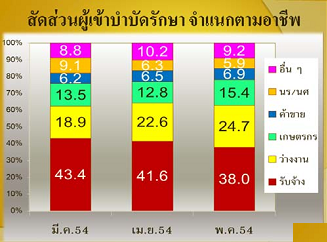 สัดส่วนผู้เข้าบำบัดรักษา จำแนกตามอาชีพ
100%
90%
80%
70%
60%
50%
40%
30%
20%
10%
0%
8.8 10.2 9.2
9.1 6.3 5.9
6.2 6.5 6.9
13.5 12.8 15.4
18.9 22.6 24.7
43.4 41.6 38.0
มี.ค.54 เม.ย.54 พ.ค.54
อื่น ๆ
นร/นศ
ค้าขาย
เกษตรกร
ว่างงาน
รับจ้าง